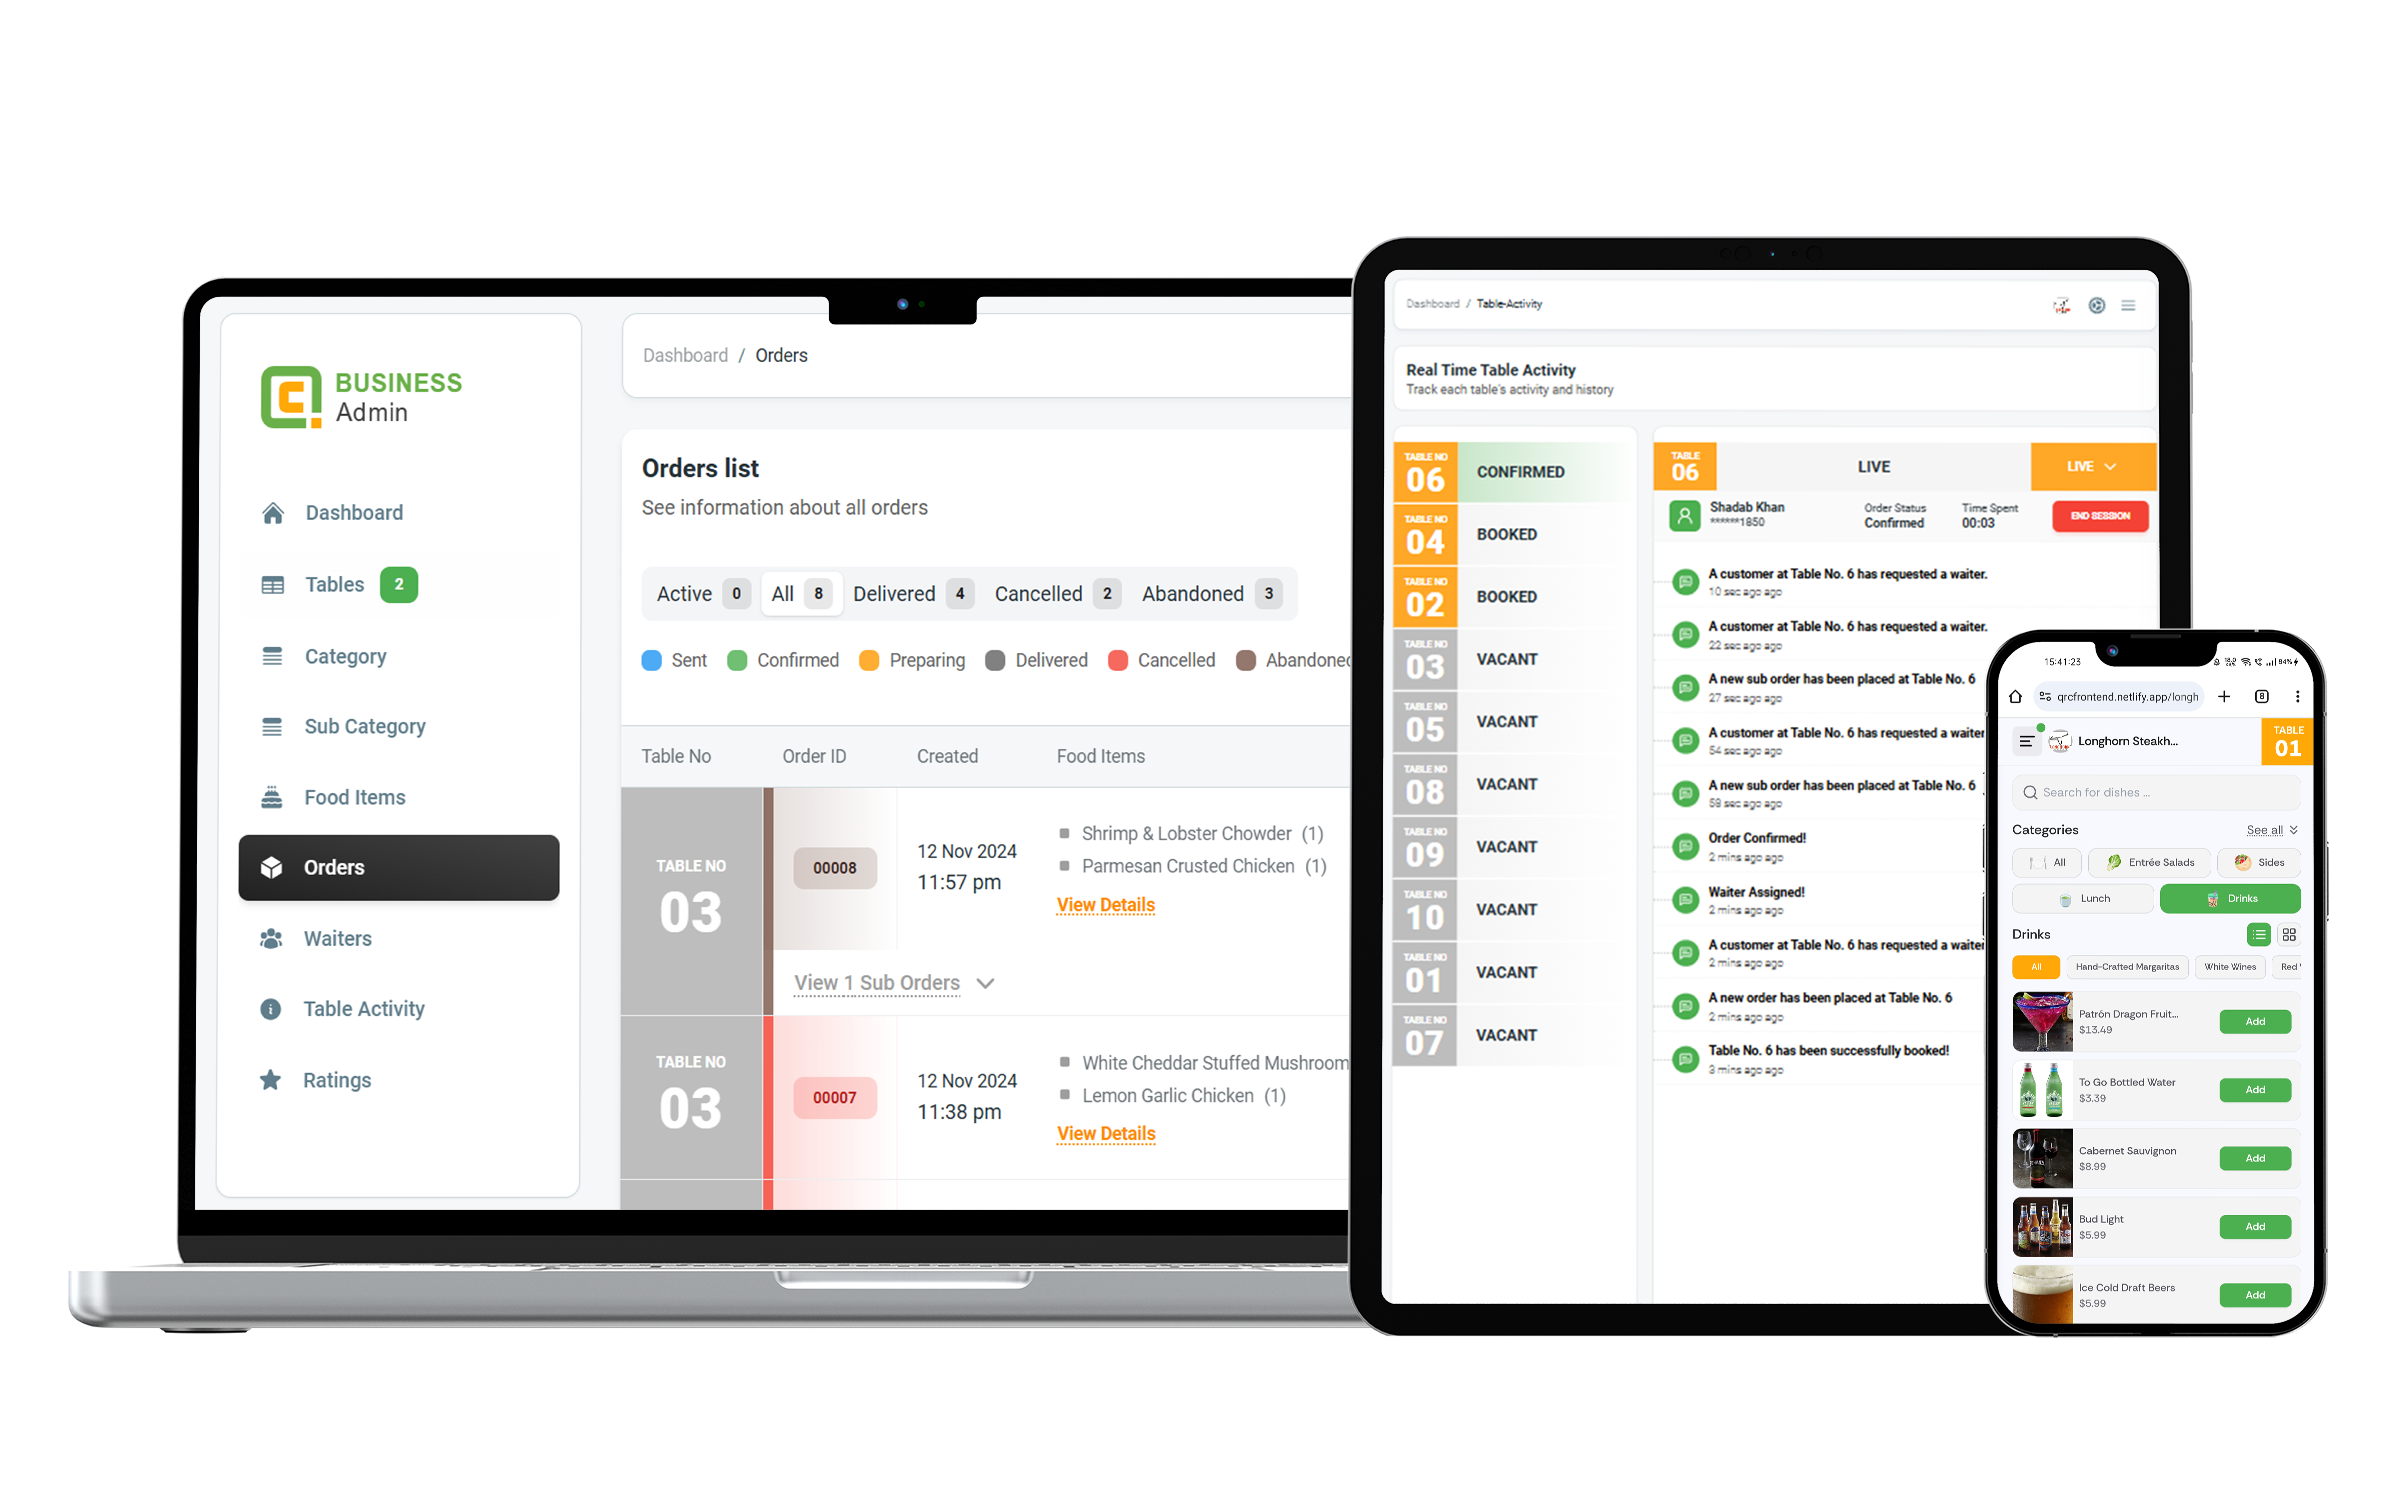 BUSINESS
Admin
Dashboard
Tables 2
Category
Sub Category
Food Items
Orders
Waiters
Table Activity
Ratings
Dashboard / Orders
Orders list
See information about all orders
Active 0 All 8 Delivered 4 Cancelled 2 Abandoned 3
Sent Confirmed Preparing Delivered Cancelled Abandoned
Table No Order ID Created Food Items
TABLE NO
03
00008
12 Nov 2024
11:57 pm
Shrimp & Lobster Chowder (1)
Parmesan Crusted Chicken (1)
View Details
View 1 Sub Orders
TABLE NO
03
00007
12 Nov 2024
11:38 pm
White Cheddar Stuffed Mushroom
Lemon Garlic Chicken (1)
View Details
Dashboard / Table-Activity
Real Time Table Activity
Track each table's activity and history
TABLE NO
06 CONFIRMED
TABLE NO
04 BOOKED
TABLE NO
02 BOOKED
TABLE NO
03 VACANT
TABLE NO
05 VACANT
TABLE NO
08 VACANT
TABLE NO
09 VACANT
TABLE NO
10 VACANT
TABLE NO
01 VACANT
TABLE NO
07 VACANT
TABLE
06
LIVE
LIVE
Shadab Khan
******1850
Order Status
Confirmed
Time Spent
00:03
END SESSION
A customer at Table No. 6 has requested a waiter.
10 sec ago ago
A customer at Table No. 6 has requested a waiter.
22 sec ago ago
A new sub order has been placed at Table No. 6
27 sec ago ago
A customer at Table No. 6 has requested a waiter
54 sec ago ago
A new sub order has been placed at Table No. 6
59 sec ago ago
Order Confirmed!
2 mins ago ago
Waiter Assigned!
2 mins ago ago
A customer at Table No. 6 has requested a waiter
2 mins ago ago
A new order has been placed at Table No. 6
2 mins ago ago
Table No. 6 has been successfully booked!
3 mins ago ago
15:41:23
94%
qrcfrontend.netlify.app/longh
8
Longhorn Steakh...
TABLE
01
Search for dishes ...
Categories See all
All Entrée Salads Sides
Lunch Drinks
Drinks
All Hand-Crafted Margaritas White Wines Red
Patrón Dragon Fruit...
$13.49
Add
To Go Bottled Water
$3.39
Add
Cabernet Sauvignon
$8.99
Add
Bud Light
$5.99
Add
Ice Cold Draft Beers
$5.99
Add